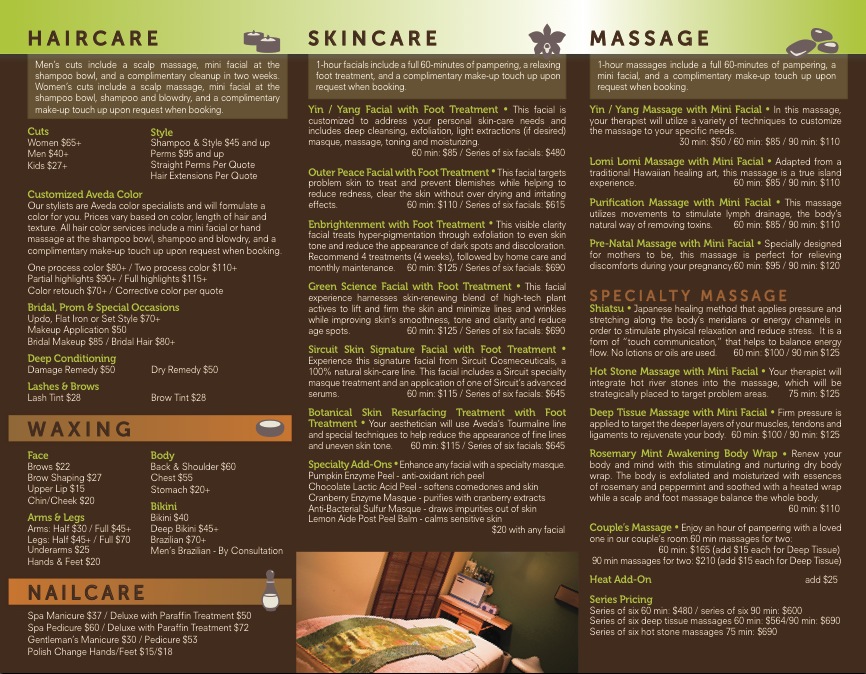 HAIRCARE
Men's cuts include a scalp massage, mini facial at the
shampoo bowl, and a complimentary cleanup in two weeks.
Women's cuts include a scalp massage, mini facial at the
shampoo bowl, shampoo and blowdry, and a complimentary
make-up touch up upon request when appointment.
Cuts
Women $65+
Men $40+
Kids $27+
Style
Shampoo & Style $45 and up
Perms $95 and up
Straight Perms Per Quote
Hair Extensions Per Quote
Customized Aveda Color
Our stylists are Aveda color specialists and will formulate a
color for you. Prices vary based on color, length of hair and
texture. All hair color services include a mini facial or hand
massage at the shampoo bowl, shampoo and blowdry, and a
complimentary make-up touch up upon request when booking.
One process color $80+ / Two process color $110+
Partial highlights $90+ / Full highlights $115+
Color retouch $70+ / Corrective color per quote
Bridal, Prom & Special Occasions
Updo, Flat Iron or Set Style $70+
Makeup Application $50
Bridal Makeup $85 / Bridal Hair $80+
Deep Conditioning
Damage Remedy $50 Dry Remedy $50
Lashes & Brows
Lash Tint $28 Brow Tint $28
WAXING
Face
Brows $22
Brow Shaping $27
Upper Lip $15
Chin/Cheek $20
Arms & Legs
Arms: Half $30 / Full $45+
Legs: Half $45+ / Full $70
Underarms $25
Hands & Feet $20
Body
Back & Shoulder $60
Chest $55
Stomach $20+
Bikini
Bikini $40
Deep Bikini $45+
Brazilian $70+
Men's Brazilian - By Consultation
NAILCARE
Spa Manicure $37 / Deluxe with Paraffin Treatment $50
Spa Pedicure $60 / Deluxe with Paraffin Treatment $72
Gentleman's Manicure $30 / Pedicure $53
Polish Change Hands/Feet $15/$18
SKINCARE
1-hour facials include a full 60-minutes of pampering, a relaxing
foot treatment, and a complimentary make-up touch up upon
request when booking.
Yin / Yang Facial with Foot Treatment • This facial is
customized to address your personal skin-care needs and
includes deep cleansing, exfoliation, light extractions (if desired)
masque, massage, toning and moisturizing.
60 min: $85 / Series of six facials: $480
Outer Peace Facial with Foot Treatment • This facial targets
problem skin to treat and prevent blemishes while helping to
reduce redness, clear the skin without over drying and irritating
effects. 60 min: $110 / Series of six facials: $615
Enbrightenment with Foot Treatment • This visible clarity
facial treats hyper-pigmentation through exfoliation to even skin
tone and reduce the appearance of dark spots and discoloration.
Recommend 4 treatments (4 weeks), followed by home care and
monthly maintenance. 60 min: $125 / Series of six facials: $690
Green Science Facial with Foot Treatment • This facial
experience harnesses skin-renewing blend of high-tech plant
actives to lift and firm the skin and minimize lines and wrinkles
while improving skin's smoothness, tone and clarity and reduce
age spots. 60 min: $125 / Series of six facials: $690
Sircuit Skin Signature Facial with Foot Treatment •
Experience this signature facial from Sircuit Cosmeceuticals, a
100% natural skin-care line. This facial includes a Sircuit specialty
masque treatment and an application of one of Sircuit's advanced
serums. 60 min: $115 / Series of six facials: $645
Botanical Skin Resurfacing Treatment with Foot
Treatment • Your aesthetician will use Aveda's Tourmaline line
and special techniques to help reduce the appearance of fine lines
and uneven skin tone. 60 min: $115 / Series of six facials: $645
Specialty Add-Ons • Enhance any facial with a specialty masque.
Pumpkin Enzyme Peel - anti-oxidant rich peel
Chocolate Lactic Acid Peel - softens comedones and skin
Cranberry Enzyme Masque - purifies with cranberry extracts
Anti-Bacterial Sulfur Masque - draws impurities out of skin
Lemon Aide Post Peel Balm - calms sensitive skin
$20 with any facial
MASSAGE
1-hour massages include a full 60-minutes of pampering, a
mini facial, and a complimentary make-up touch up upon
request when booking.
Yin / Yang Massage with Mini Facial • In this massage,
your therapist will utilize a variety of techniques to customize
the massage to your specific needs.
30 min: $50 / 60 min: $85 / 90 min: $110
Lomi Lomi Massage with Mini Facial • Adapted from a
traditional Hawaiian healing art, this massage is a true island
experience. 60 min: $85 / 90 min: $110
Purification Massage with Mini Facial • This massage
utilizes movements to stimulate lymph drainage, the body's
natural way of removing toxins. 60 min: $85 / 90 min: $110
Pre-Natal Massage with Mini Facial • Specially designed
for mothers to be, this massage is perfect for relieving
discomforts during your pregnancy.60 min: $95 / 90 min: $120
SPECIALTY MASSAGE
Shiatsu • Japanese healing method that applies pressure and
stretching along the body's meridians or energy channels in
order to stimulate physical relaxation and reduce stress. It is a
form of "touch communication," that helps to balance energy
flow. No lotions or oils are used. 60 min: $100 / 90 min $125
Hot Stone Massage with Mini Facial • Your therapist will
integrate hot river stones into the massage, which will be
strategically placed to target problem areas. 75 min: $125
Deep Tissue Massage with Mini Facial • Firm pressure is
applied to target the deeper layers of your muscles, tendons and
ligaments to rejuvenate your body. 60 min: $100 / 90 min: $125
Rosemary Mint Awakening Body Wrap • Renew your
body and mind with this stimulating and nurturing dry body
wrap. The body is exfoliated and moisturized with essences
of rosemary and peppermint and soothed with a heated wrap
while a scalp and foot massage balance the whole body.
60 min: $110
Couple's Massage • Enjoy an hour of pampering with a loved
one in our couple's room.60 min massages for two:
60 min: $165 (add $15 each for Deep Tissue)
90 min massages for two: $210 (add $15 each for Deep Tissue)
Heat Add-On add $25
Series Pricing
Series of six 60 min: $480 / series of six 90 min: $600
Series of six deep tissue massages 60 min: $564/90 min: $690
Series of six hot stone massages 75 min: $690